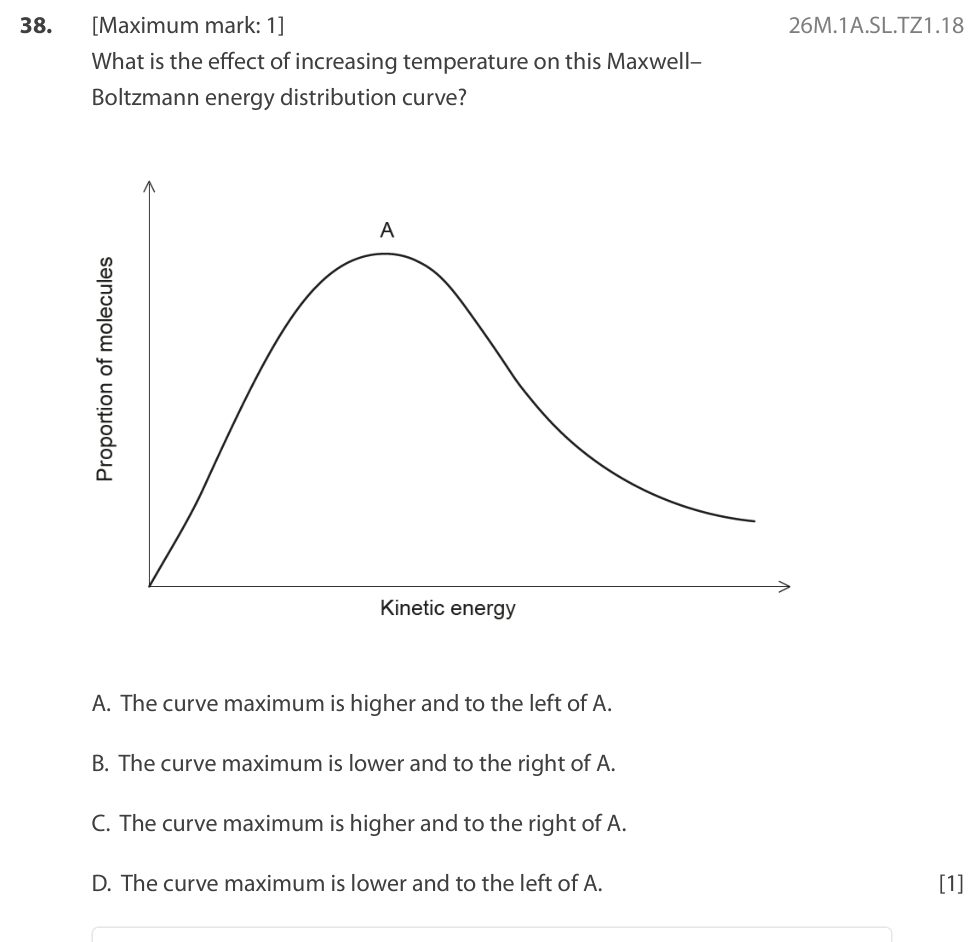 38. [Maximum mark: 1] 26M.1A.SL.TZ1.18
What is the effect of increasing temperature on this Maxwell–
Boltzmann energy distribution curve?
A
Proportion of molecules
Kinetic energy
A. The curve maximum is higher and to the left of A.
B. The curve maximum is lower and to the right of A.
C. The curve maximum is higher and to the right of A.
D. The curve maximum is lower and to the left of A. [1]